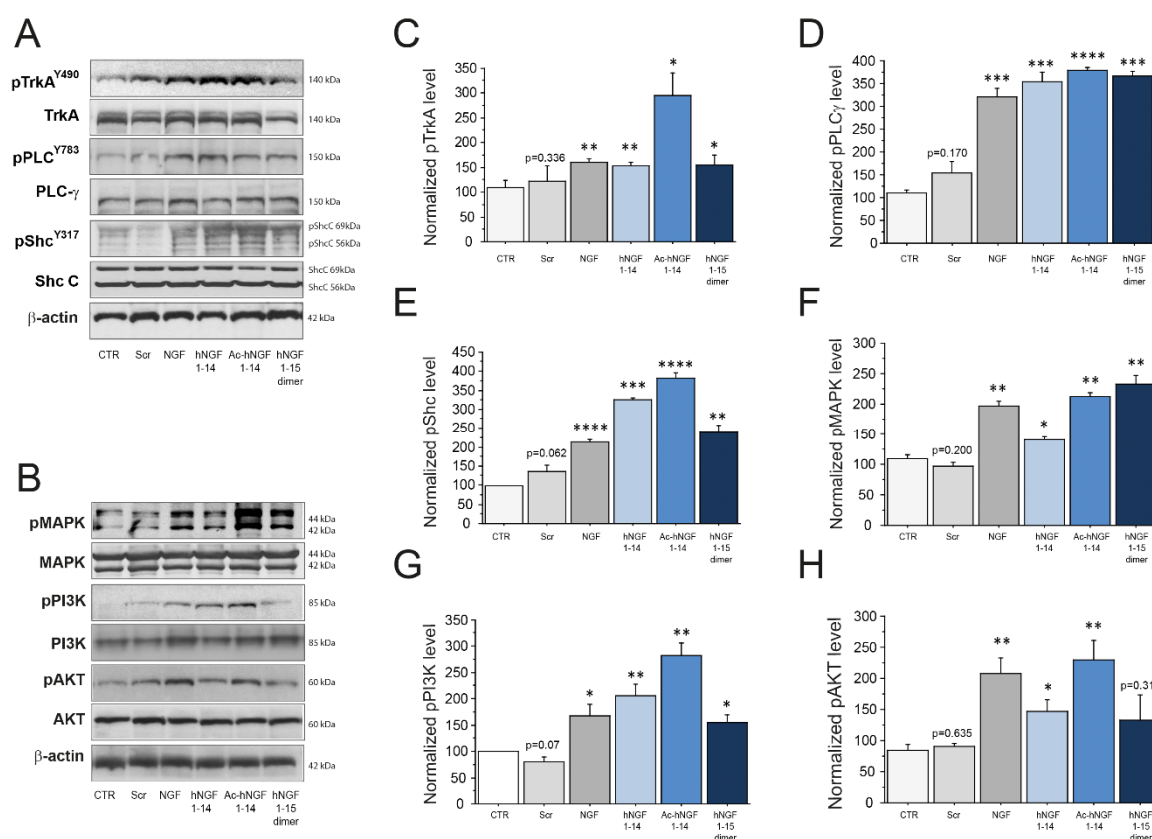 A
pTrkAY490
140 kDa
TrkA
140 kDa
pPLCY783
150 kDa
PLC-γ
150 kDa
pShcY317
pShcC 69kDa
pShcC 56kDa
Shc C
ShcC 69kDa
ShcC 56kDa
β-actin
42 kDa
CTR Scr NGF hNGF 1-14 Ac-hNGF 1-14 hNGF 1-15 dimer
B
pMAPK
44 kDa
42 kDa
MAPK
44 kDa
42 kDa
pPI3K
85 kDa
PI3K
85 kDa
pAKT
60 kDa
AKT
60 kDa
β-actin
42 kDa
CTR Scr NGF hNGF 1-14 Ac-hNGF 1-14 hNGF 1-15 dimer
C
Normalized pTrkA level
350
300
250
200
150
100
50
0
p=0.336
**
**
*
*
CTR Scr NGF hNGF 1-14 Ac-hNGF 1-14 hNGF 1-15 dimer
D
Normalized pPLCγ level
400
350
300
250
200
150
100
50
0
p=0.170
***
***
****
***
CTR Scr NGF hNGF 1-14 Ac-hNGF 1-14 hNGF 1-15 dimer
E
Normalized pShc level
450
400
350
300
250
200
150
100
50
0
p=0.062
****
***
****
**
CTR Scr NGF hNGF 1-14 Ac-hNGF 1-14 hNGF 1-15 dimer
F
Normalized pMAPK level
250
200
150
100
50
0
p=0.200
**
*
**
**
CTR Scr NGF hNGF 1-14 Ac-hNGF 1-14 hNGF 1-15 dimer
G
Normalized pPI3K level
350
300
250
200
150
100
50
0
p=0.07
*
**
**
*
CTR Scr NGF hNGF 1-14 Ac-hNGF 1-14 hNGF 1-15 dimer
H
Normalized pAKT level
300
250
200
150
100
50
0
p=0.635
**
*
**
p=0.31
CTR Scr NGF hNGF 1-14 Ac-hNGF 1-14 hNGF 1-15 dimer